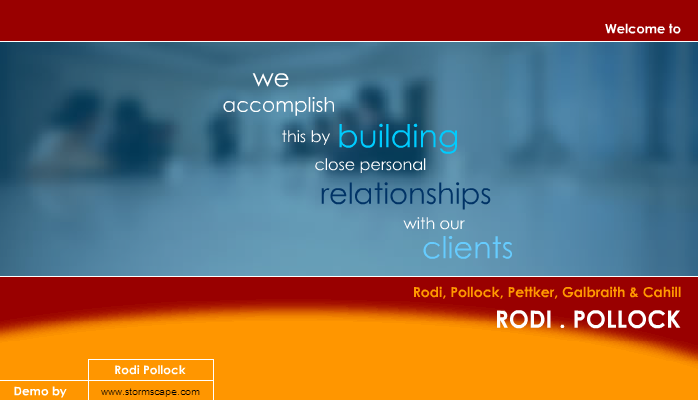 Welcome to
we
accomplish
this by building
close personal
relationships
with our
clients
Rodi, Pollock, Pettker, Galbraith & Cahill
RODI . POLLOCK
Rodi Pollock
Demo by www.stormscape.com